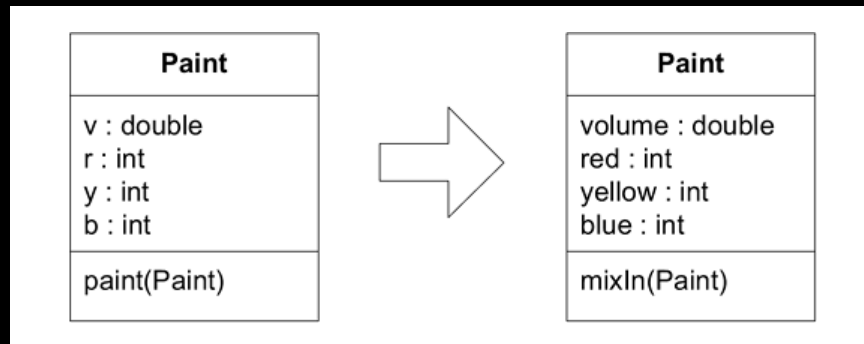 Paint
v : double
r : int
y : int
b : int
paint(Paint)
Paint
volume : double
red : int
yellow : int
blue : int
mixIn(Paint)